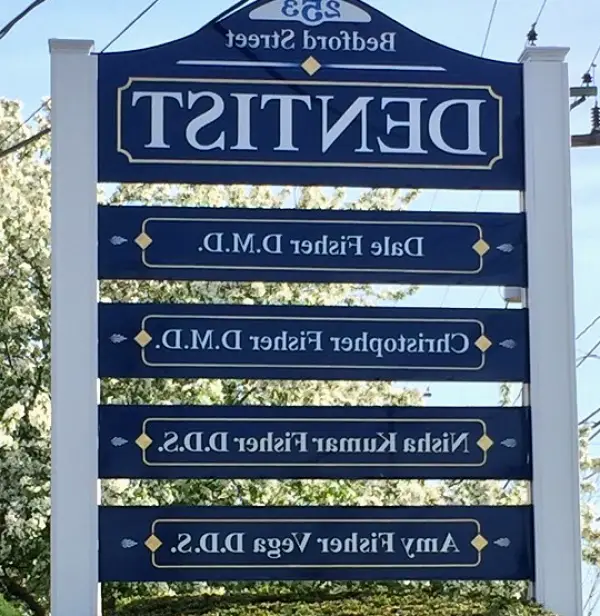 253
Bedford Street
DENTIST
Dale Fisher D.M.D.
Christopher Fisher D.M.D.
Nisha Kumar Fisher D.D.S.
Amy Fisher Vega D.D.S.